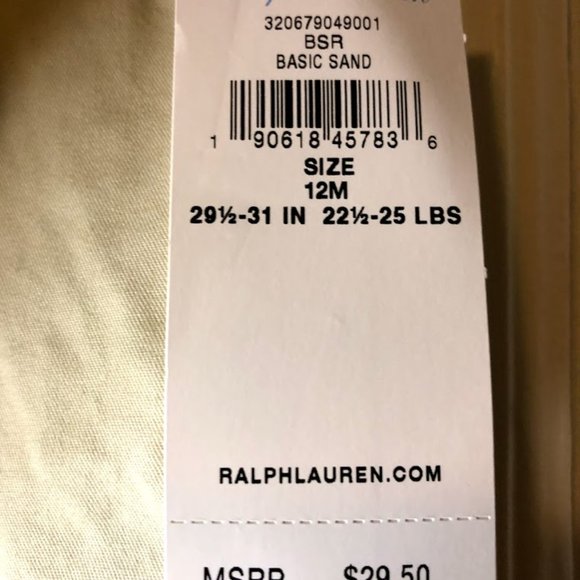 320679049001
BSR
BASIC SAND
1 90618 45783 6
SIZE
12M
29½-31 IN 22½-25 LBS
RALPHLAUREN.COM
MSRP $29.50